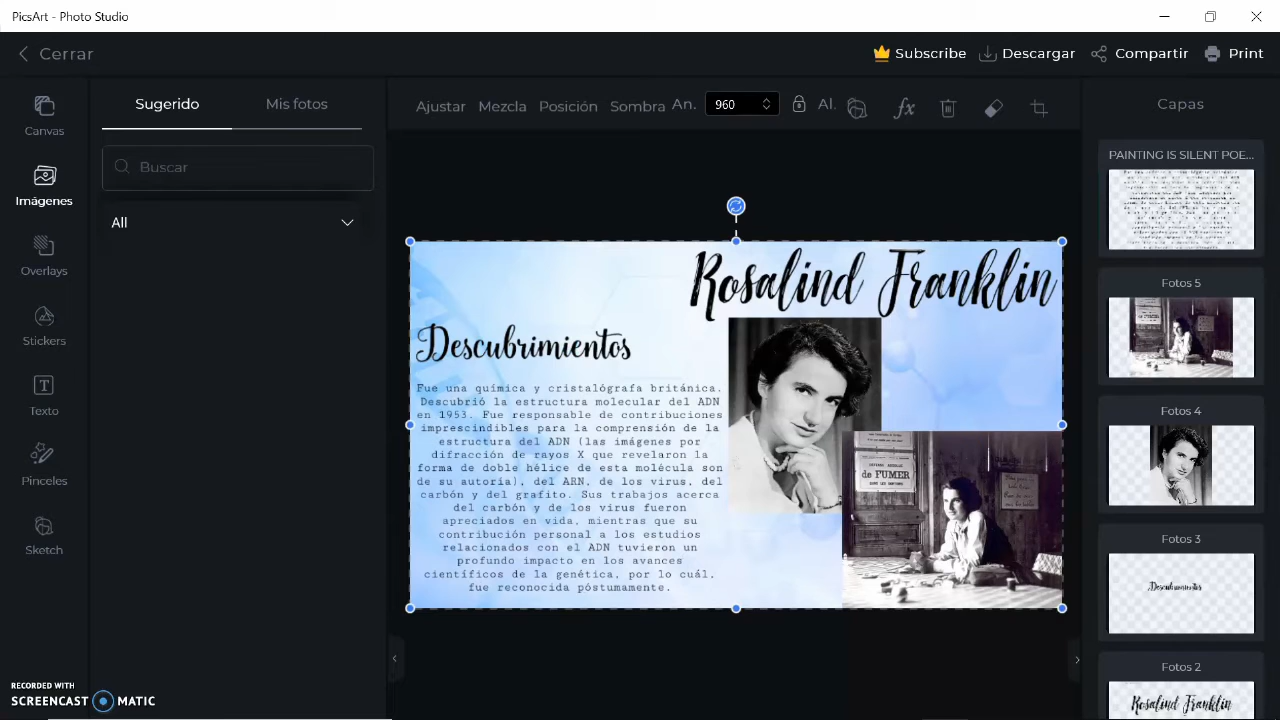 PicsArt - Photo Studio
Cerrar
Subscribe
Descargar
Compartir
Print
Canvas
Imágenes
Overlays
Stickers
Texto
Pinceles
Sketch
Sugerido
Mis fotos
Buscar
All
Ajustar
Mezcla
Posición
Sombra
An.
960
Al.
fx
Rosalind Franklin
Descubrimientos
Fue una química y cristalógrafa británica.
Descubrió la estructura molecular del ADN
en 1953. Fue responsable de contribuciones
imprescindibles para la comprensión de la
estructura del ADN (las imágenes por
difracción de rayos X que revelaron la
forma de doble hélice de esta molécula son
de su autoria), del ARN, de los virus, del
carbón y del grafito. Sus trabajos acerca
del carbón y de los virus fueron
apreciados en vida, mientras que su
contribución personal a los estudios
relacionados con el ADN tuvieron un
profundo impacto en los avances
científicos de la genética, por lo cuál,
fue reconocida póstumamente.
de FUMER
Capas
PAINTING IS SILENT POE...
Fotos 5
Fotos 4
Fotos 3
Descubrimientos
Fotos 2
Rosalind Franklin
RECORDED WITH
SCREENCAST MATIC